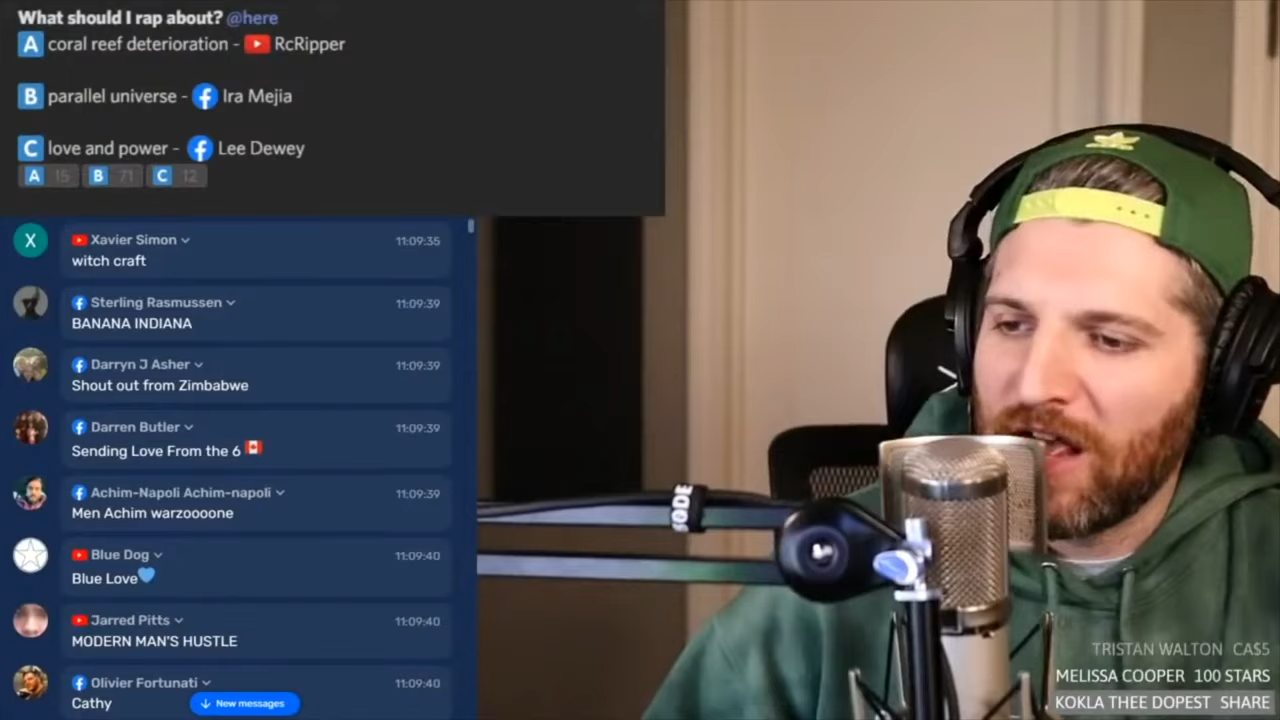 What should I rap about? @here
A coral reef deterioration - RcRipper
B parallel universe - Ira Mejia
C love and power - Lee Dewey
A 15 B 71 C 12
X Xavier Simon 11:09:35
witch craft
Sterling Rasmussen 11:09:39
BANANA INDIANA
Darryn J Asher 11:09:39
Shout out from Zimbabwe
Darren Butler 11:09:39
Sending Love From the 6
Achim-Napoli Achim-napoli 11:09:39
Men Achim warzoooone
Blue Dog 11:09:40
Blue Love
Jarred Pitts 11:09:40
MODERN MAN'S HUSTLE
Olivier Fortunati 11:09:40
Cathy
New messages
RODE
TRISTAN WALTON CA$5
MELISSA COOPER 100 STARS
KOKLA THEE DOPEST SHARE